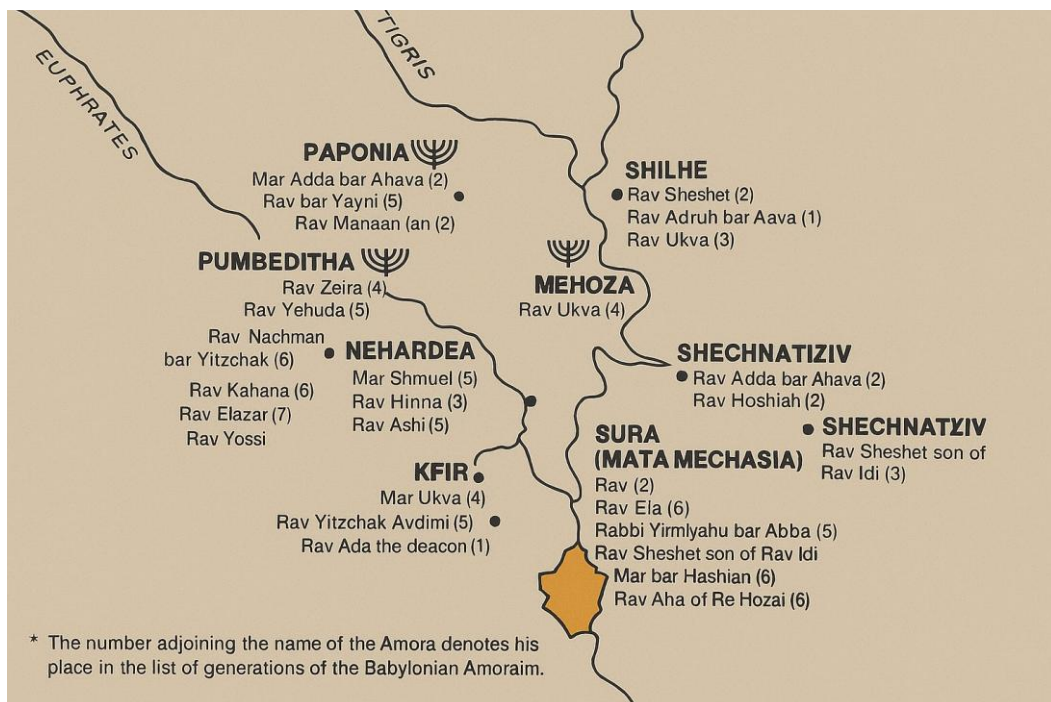 EUPHRATES
TIGRIS
PAPONIA
Mar Adda bar Ahava (2)
Rav bar Yayni (5)
Rav Manaan (an (2)
SHILHE
Rav Sheshet (2)
Rav Adruh bar Aava (1)
Rav Ukva (3)
PUMBEDITHA
Rav Zeira (4)
Rav Yehuda (5)
Rav Nachman
bar Yitzchak (6)
Rav Kahana (6)
Rav Elazar (7)
Rav Yossi
MEHOZA
Rav Ukva (4)
NEHARDEA
Mar Shmuel (5)
Rav Hinna (3)
Rav Ashi (5)
SHECHNATIZIV
Rav Adda bar Ahava (2)
Rav Hoshiah (2)
SHECHNATZIV
Rav Sheshet son of
Rav Idi (3)
SURA
(MATA MECHASIA)
Rav (2)
Rav Ela (6)
Rabbi Yirmlyahu bar Abba (5)
Rav Sheshet son of Rav Idi
Mar bar Hashian (6)
Rav Aha of Re Hozai (6)
KFIR
Mar Ukva (4)
Rav Yitzchak Avdimi (5)
Rav Ada the deacon (1)
* The number adjoining the name of the Amora denotes his
place in the list of generations of the Babylonian Amoraim.